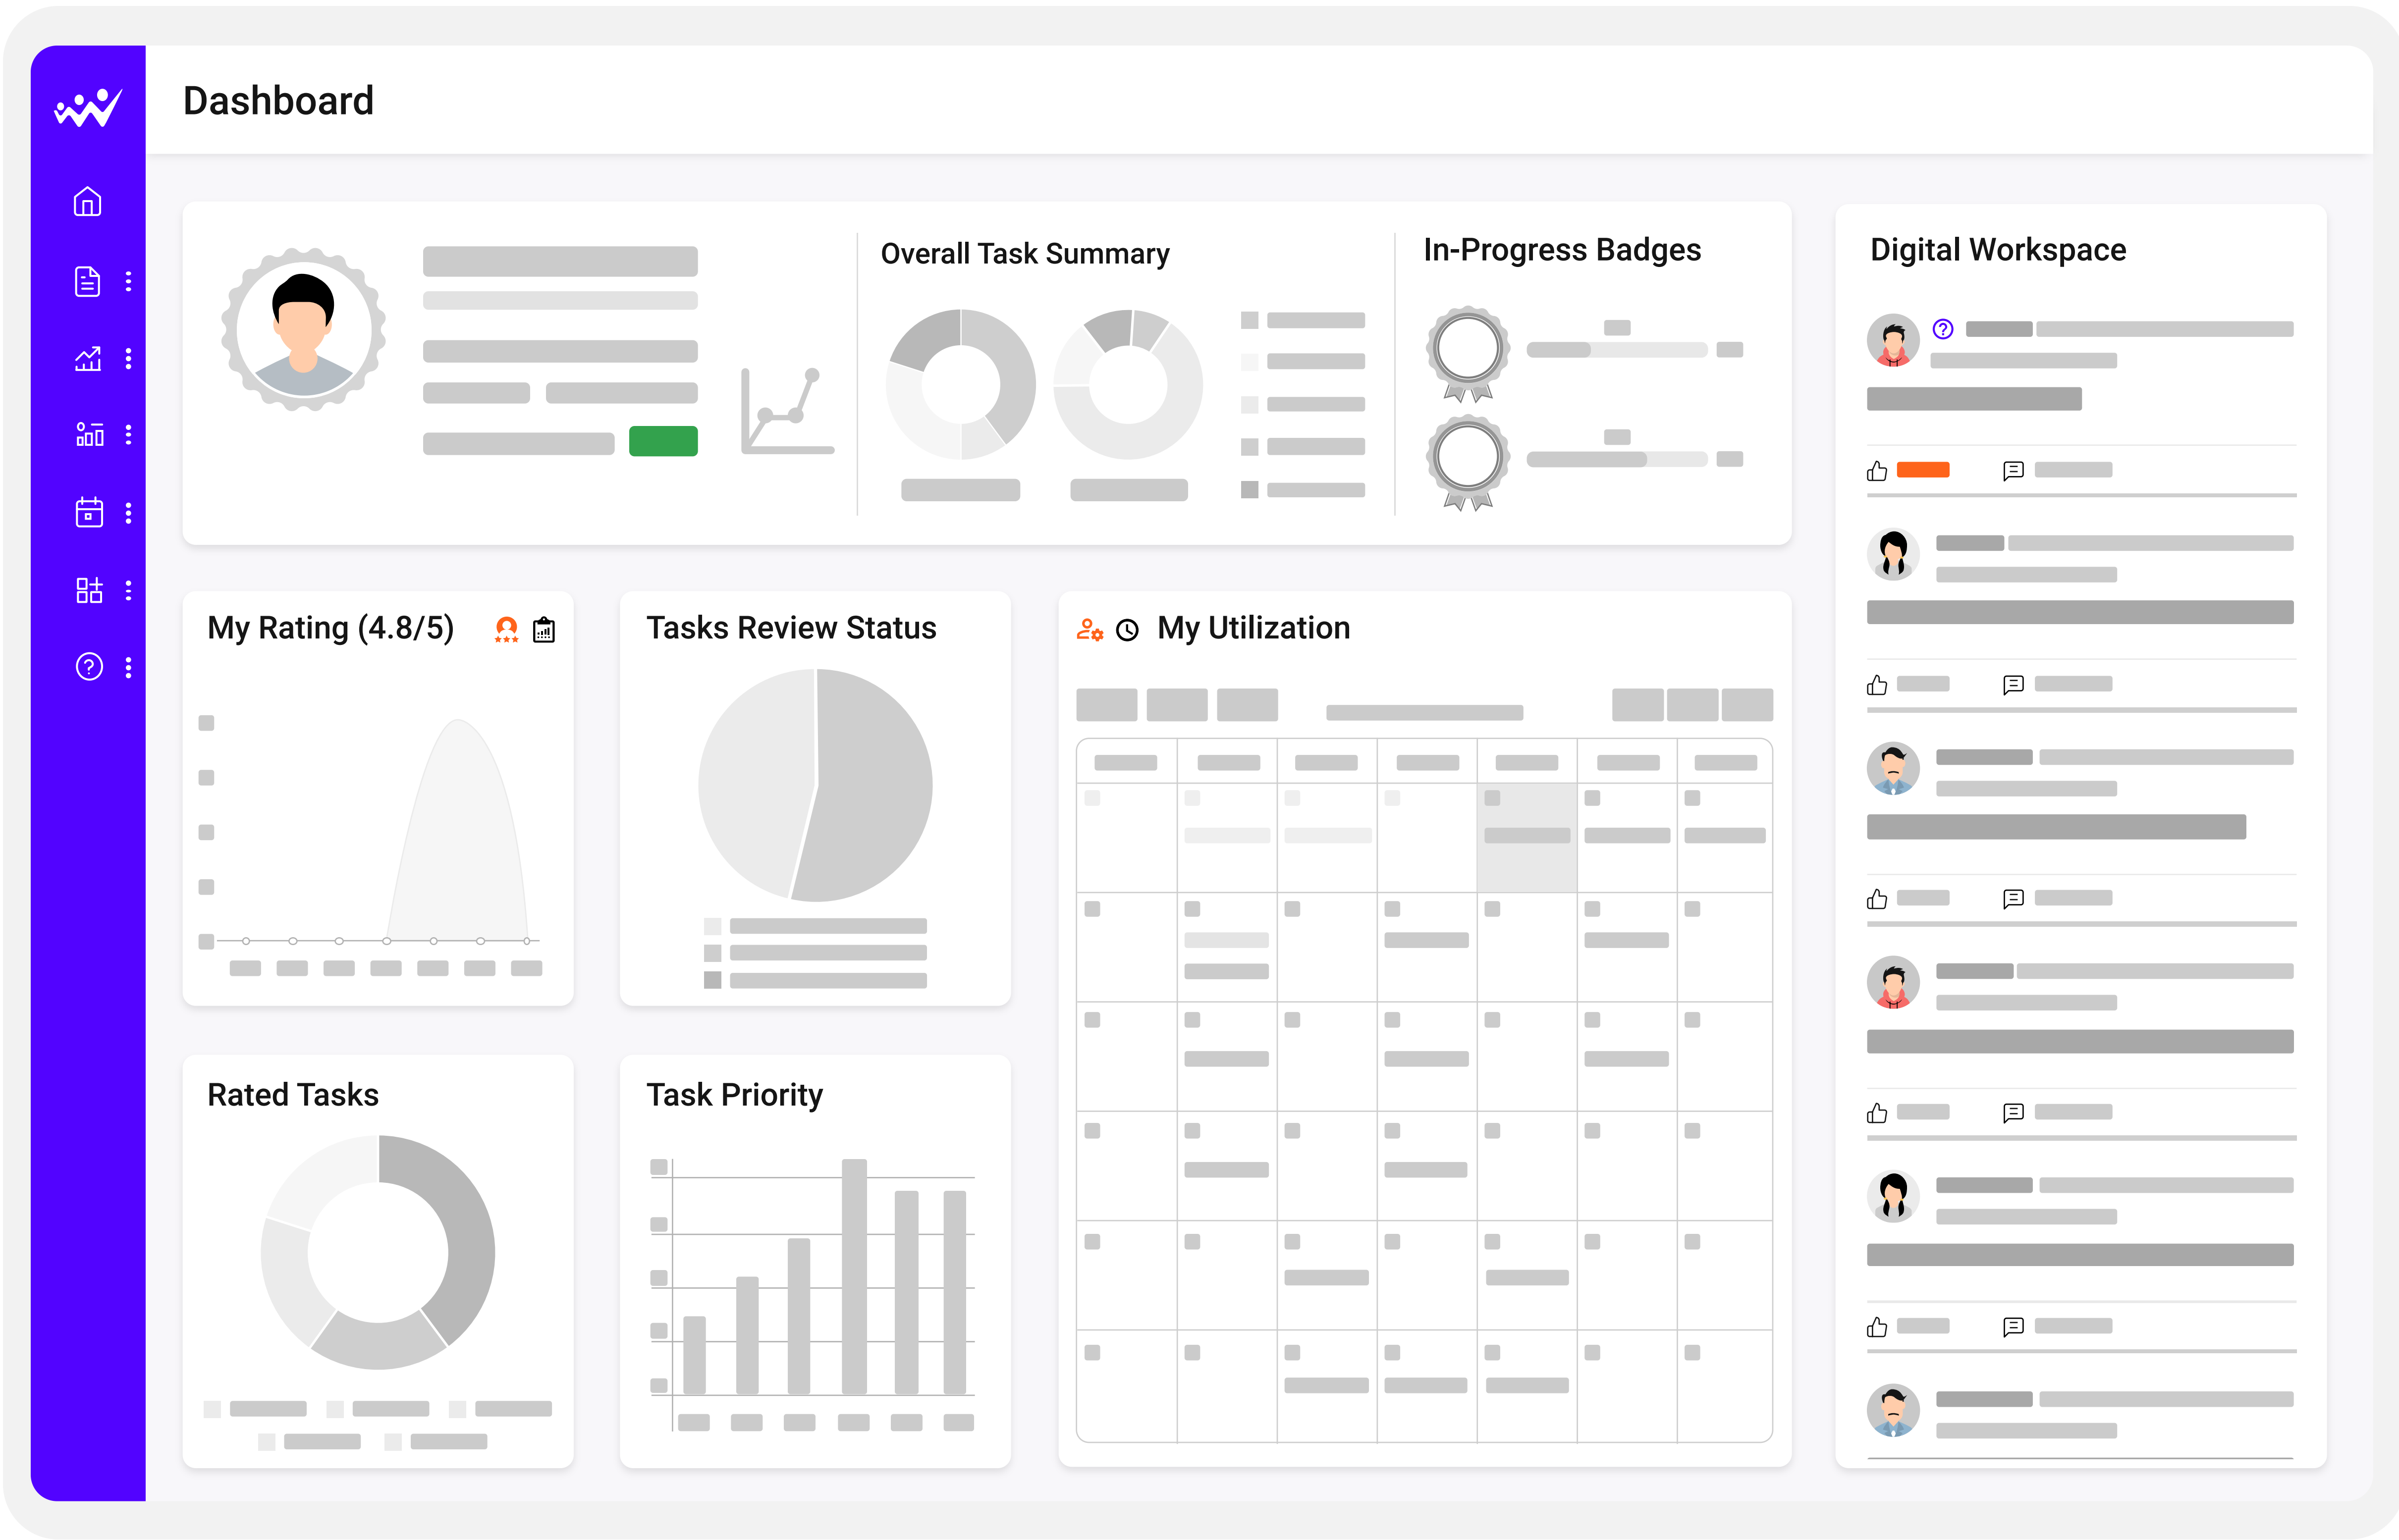 Dashboard
Overall Task Summary
In-Progress Badges
Digital Workspace
My Rating (4.8/5)
Tasks Review Status
My Utilization
Rated Tasks
Task Priority